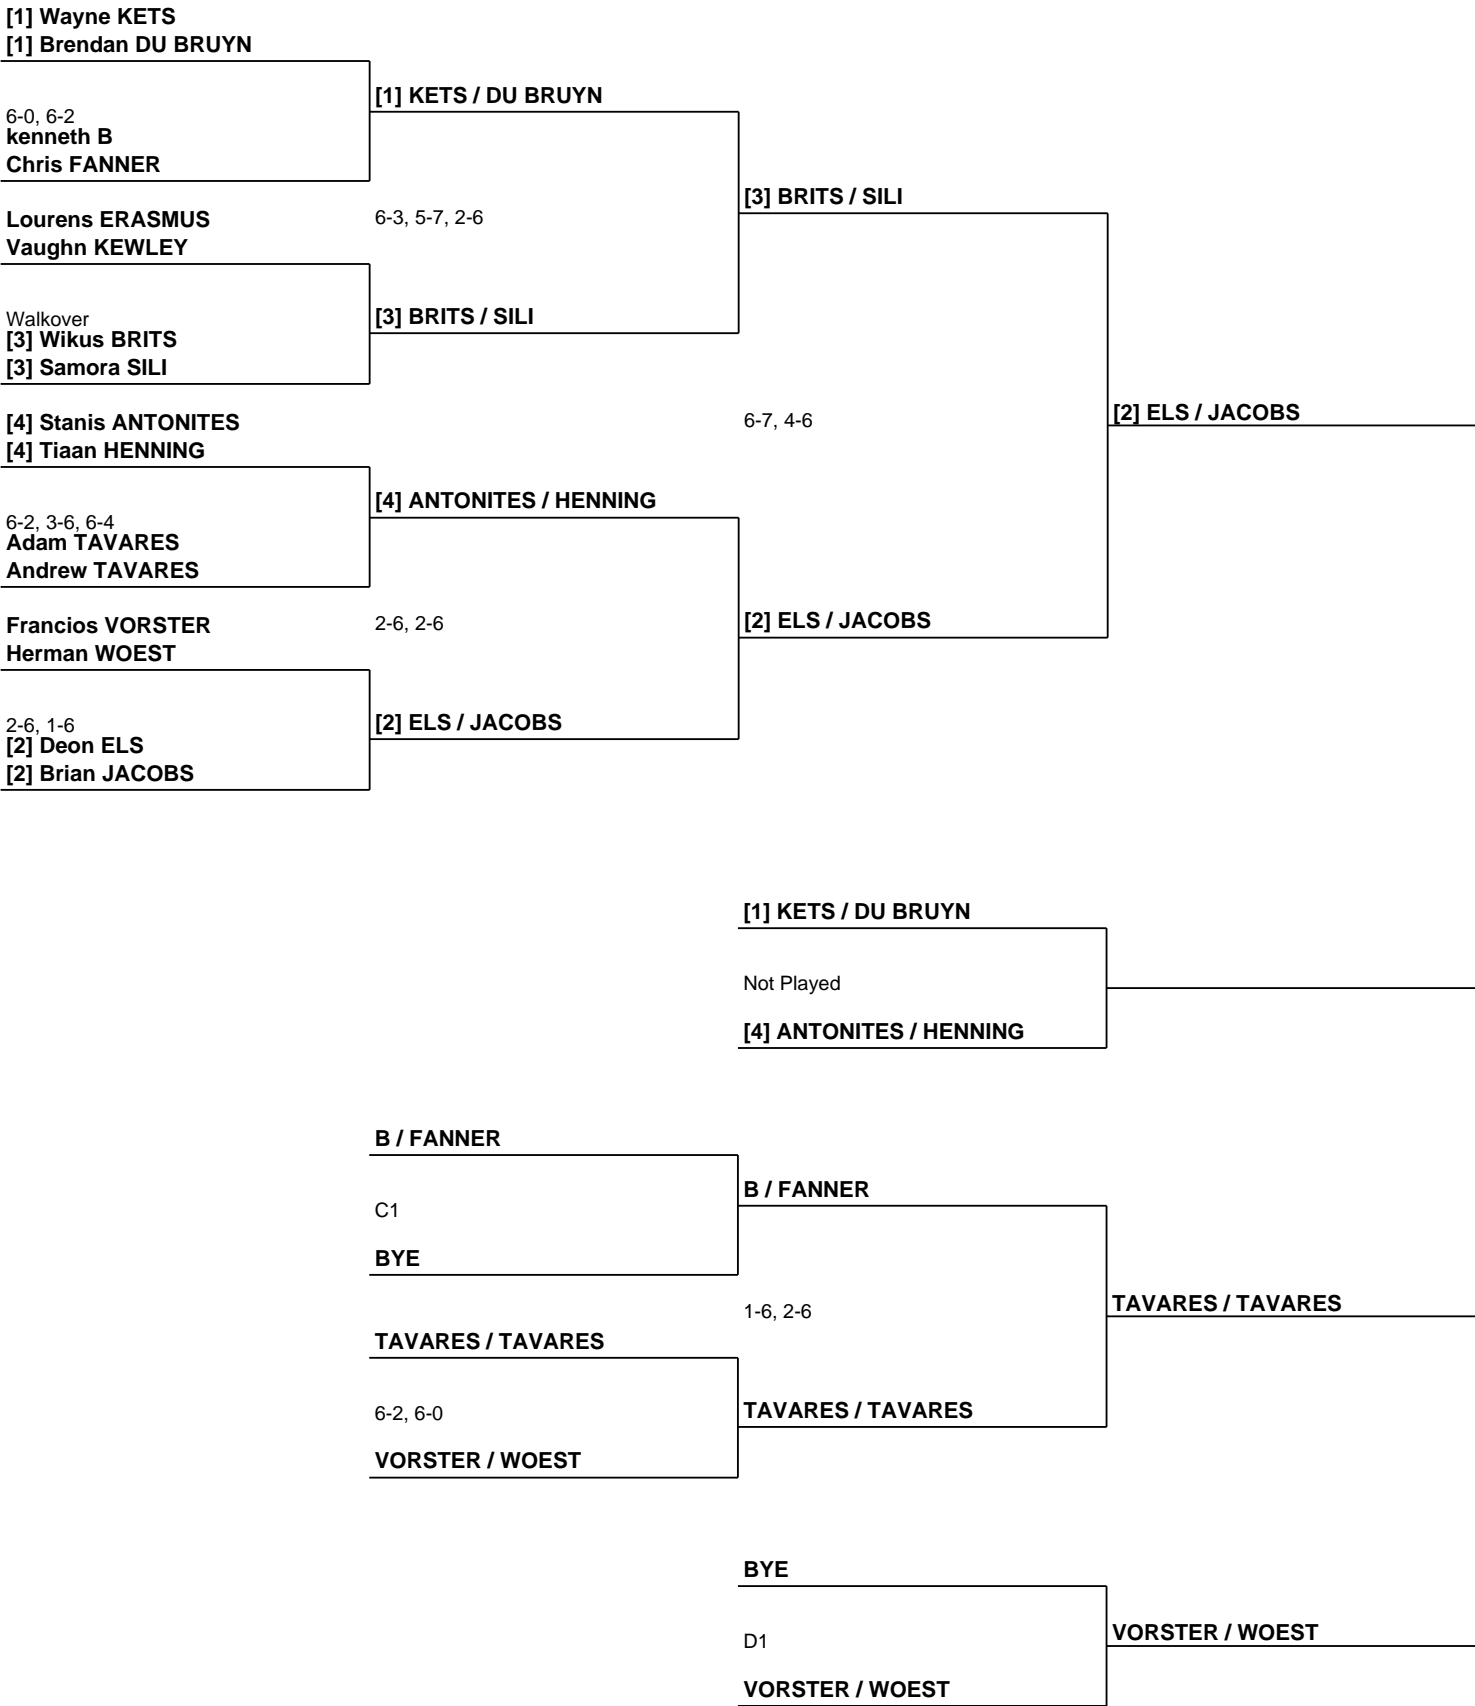 [1] Wayne KETS
[1] Brendan DU BRUYN
[1] KETS / DU BRUYN
6-0, 6-2
kenneth B
Chris FANNER
[3] BRITS / SILI
Lourens ERASMUS
6-3, 5-7, 2-6
Vaughn KEWLEY
Walkover
[3] BRITS / SILI
[3] Wikus BRITS
[3] Samora SILI
[4] Stanis ANTONITES
6-7, 4-6
[2] ELS / JACOBS
[4] Tiaan HENNING
[4] ANTONITES / HENNING
6-2, 3-6, 6-4
Adam TAVARES
Andrew TAVARES
Francios VORSTER
2-6, 2-6
[2] ELS / JACOBS
Herman WOEST
2-6, 1-6
[2] ELS / JACOBS
[2] Deon ELS
[2] Brian JACOBS
[1] KETS / DU BRUYN
Not Played
[4] ANTONITES / HENNING
B / FANNER
B / FANNER
C1
BYE
1-6, 2-6
TAVARES / TAVARES
TAVARES / TAVARES
6-2, 6-0
TAVARES / TAVARES
VORSTER / WOEST
BYE
D1
VORSTER / WOEST
VORSTER / WOEST